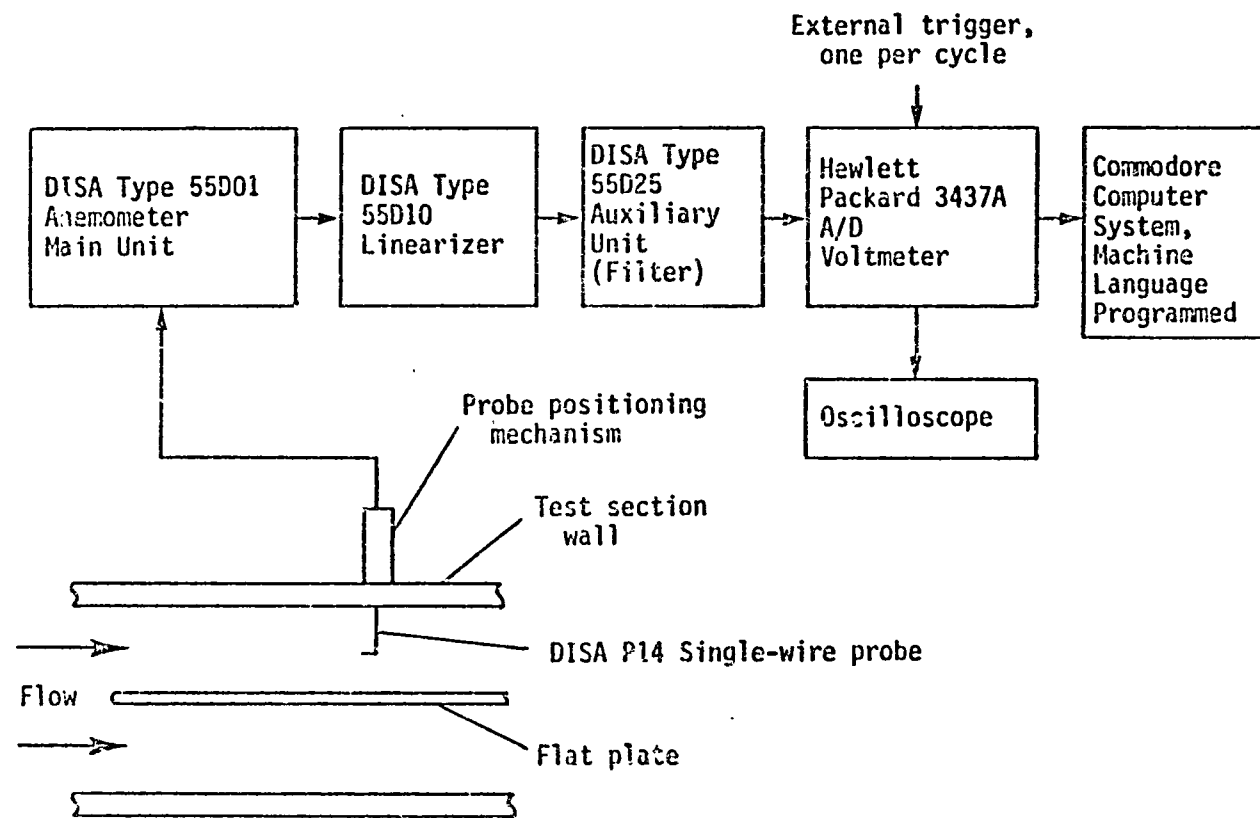 External trigger,
one per cycle
DISA Type 55D01
Anemometer
Main Unit
DISA Type
55D10
Linearizer
DISA Type
55D25
Auxiliary
Unit
(Filter)
Hewlett
Packard 3437A
A/D
Voltmeter
Commodore
Computer
System,
Machine
Language
Programmed
Oscilloscope
Probe positioning
mechanism
Test section
wall
DISA P14 Single-wire probe
Flow
Flat plate